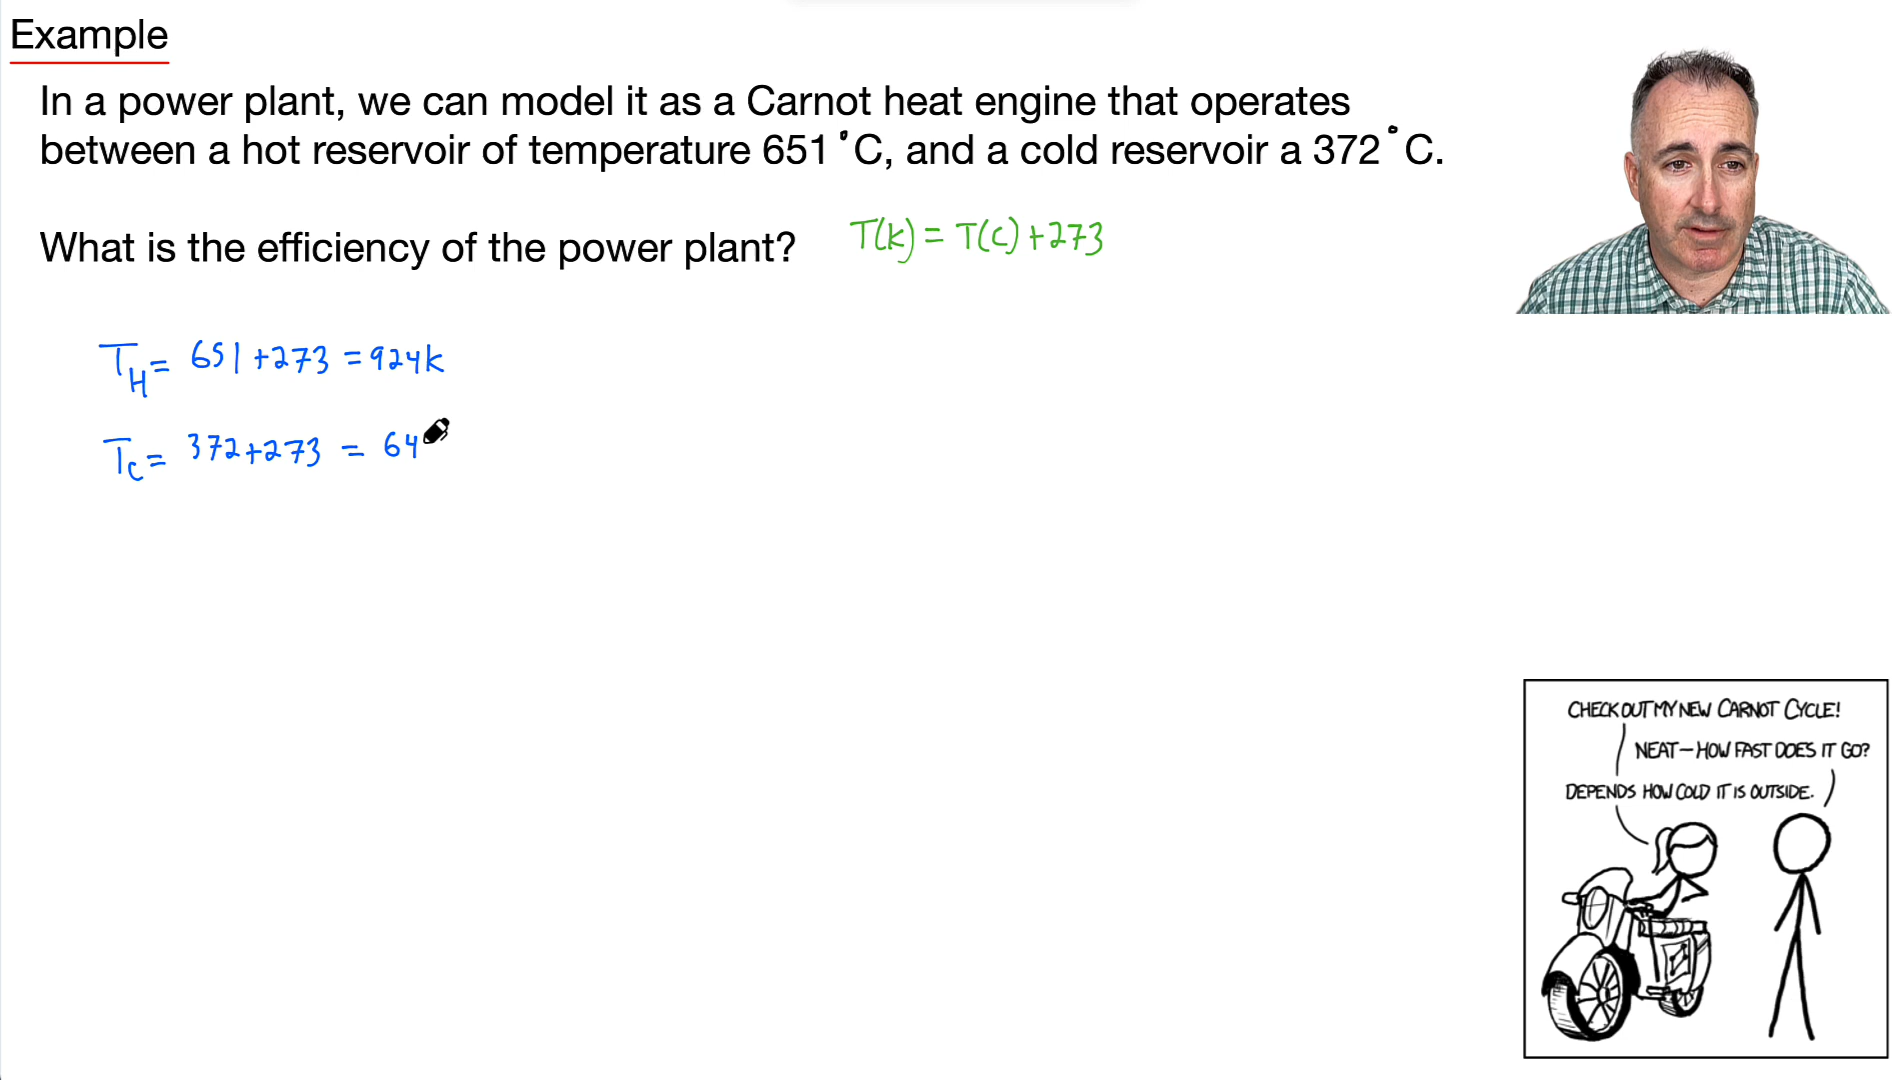 Example
In a power plant, we can model it as a Carnot heat engine that operates
between a hot reservoir of temperature 651 °C, and a cold reservoir a 372 °C.
What is the efficiency of the power plant?
T(k) = T(c) + 273
T_H = 651 + 273 = 924k
T_C = 372 + 273 = 64
CHECK OUT MY NEW CARNOT CYCLE!
NEAT—HOW FAST DOES IT GO?
DEPENDS HOW COLD IT IS OUTSIDE.